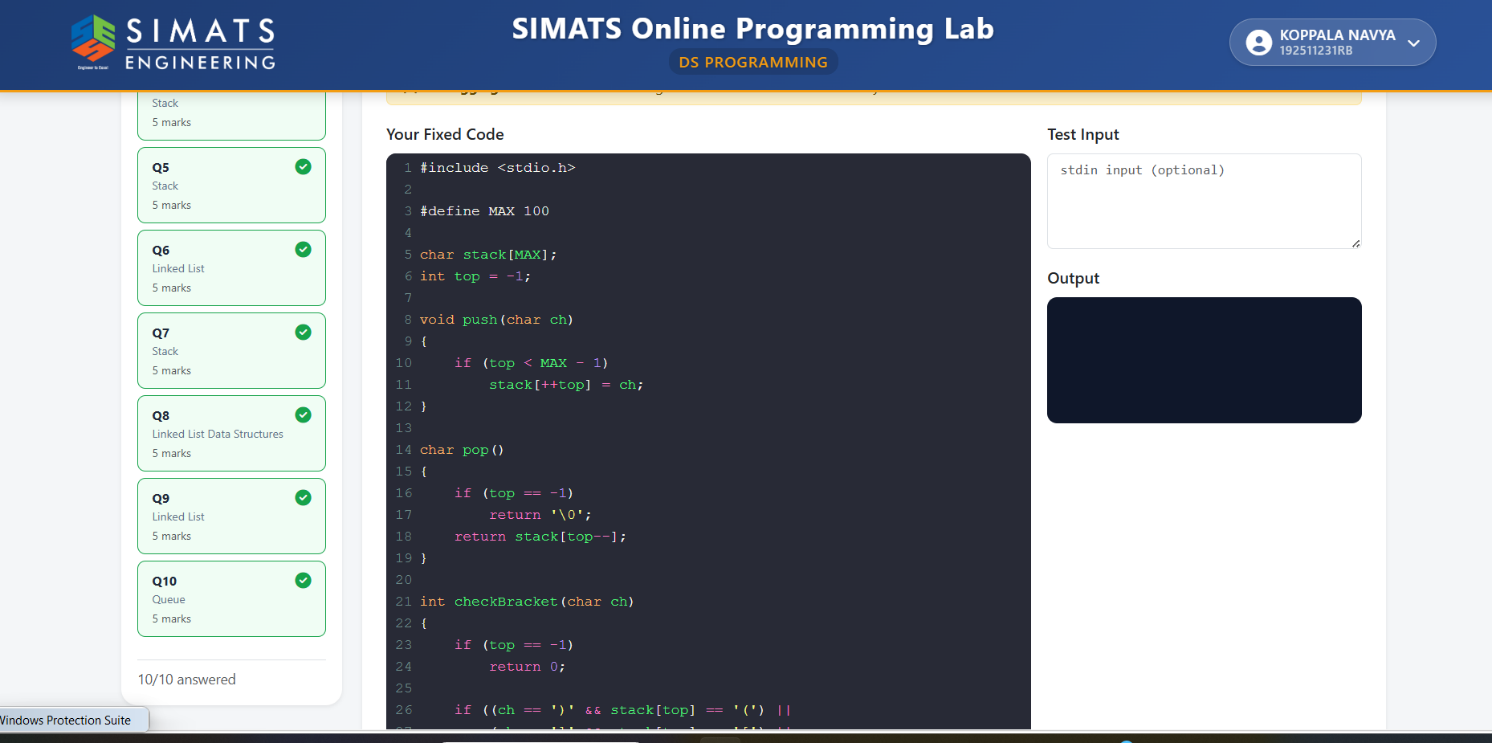 SIMATS
ENGINEERING
Engineer to Excel
SIMATS Online Programming Lab
DS PROGRAMMING
KOPPALA NAVYA
192511231RB
Stack
5 marks
Q5
Stack
5 marks
Q6
Linked List
5 marks
Q7
Stack
5 marks
Q8
Linked List Data Structures
5 marks
Q9
Linked List
5 marks
Q10
Queue
5 marks
10/10 answered
Windows Protection Suite
Your Fixed Code
1 #include <stdio.h>
2
3 #define MAX 100
4
5 char stack[MAX];
6 int top = -1;
7
8 void push(char ch)
9 {
10     if (top < MAX - 1)
11         stack[++top] = ch;
12 }
13
14 char pop()
15 {
16     if (top == -1)
17         return '\0';
18     return stack[top--];
19 }
20
21 int checkBracket(char ch)
22 {
23     if (top == -1)
24         return 0;
25
26     if ((ch == ')' && stack[top] == '(') ||
Test Input
stdin input (optional)
Output